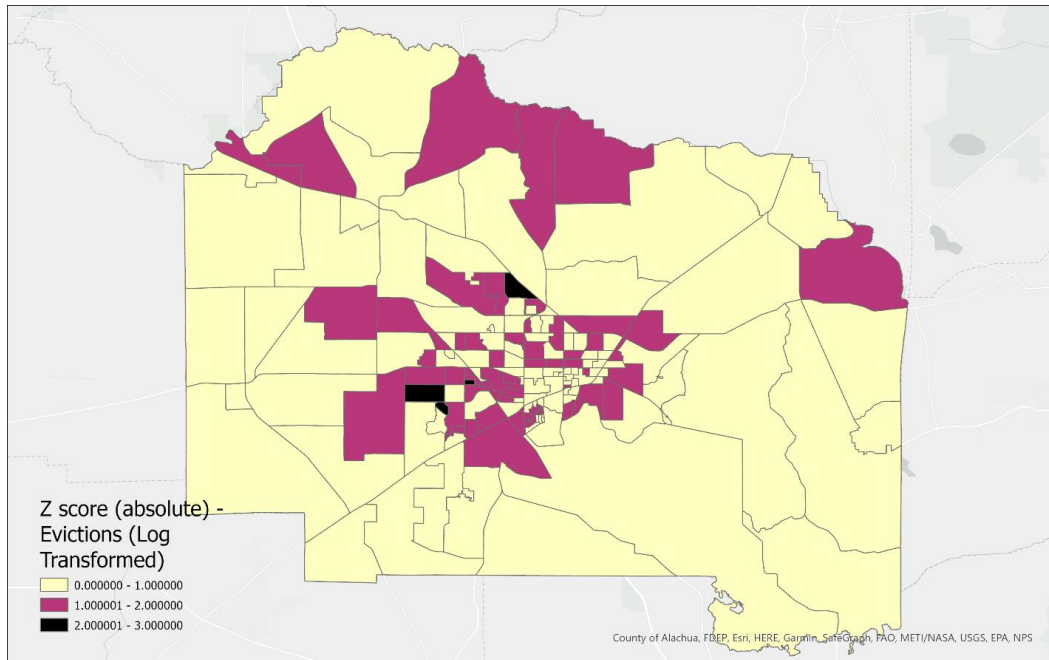 Z score (absolute) -
Evictions (Log
Transformed)
0.000000 - 1.000000
1.000001 - 2.000000
2.000001 - 3.000000
County of Alachua, FDEP, Esri, HERE, Garmin, SafeGraph, FAO, METI/NASA, USGS, EPA, NPS